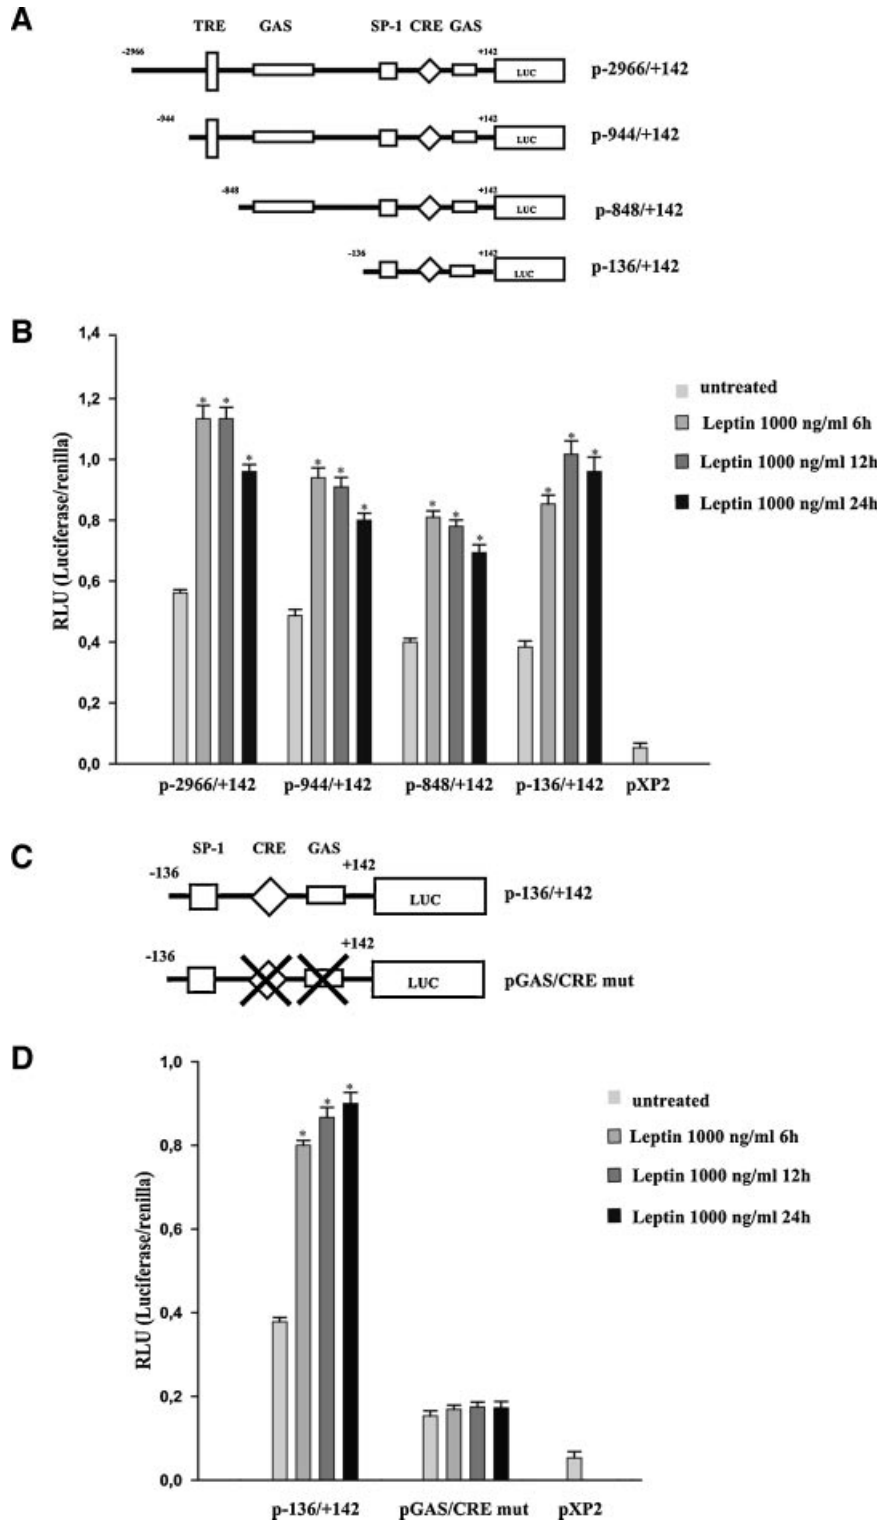 A
TRE GAS SP-1 CRE GAS
-2966 +142 LUC p-2966/+142
-944 +142 LUC p-944/+142
-848 +142 LUC p-848/+142
-136 +142 LUC p-136/+142
B
RLU (Luciferase/renilla)
1,4
1,2
1,0
0,8
0,6
0,4
0,2
0,0
* * * * * * * * * * * *
untreated
Leptin 1000 ng/ml 6h
Leptin 1000 ng/ml 12h
Leptin 1000 ng/ml 24h
p-2966/+142 p-944/+142 p-848/+142 p-136/+142 pXP2
C
SP-1 CRE GAS
-136 +142 LUC p-136/+142
-136 +142 LUC pGAS/CRE mut
D
RLU (Luciferase/renilla)
1,0
0,8
0,6
0,4
0,2
0,0
* * *
untreated
Leptin 1000 ng/ml 6h
Leptin 1000 ng/ml 12h
Leptin 1000 ng/ml 24h
p-136/+142 pGAS/CRE mut pXP2